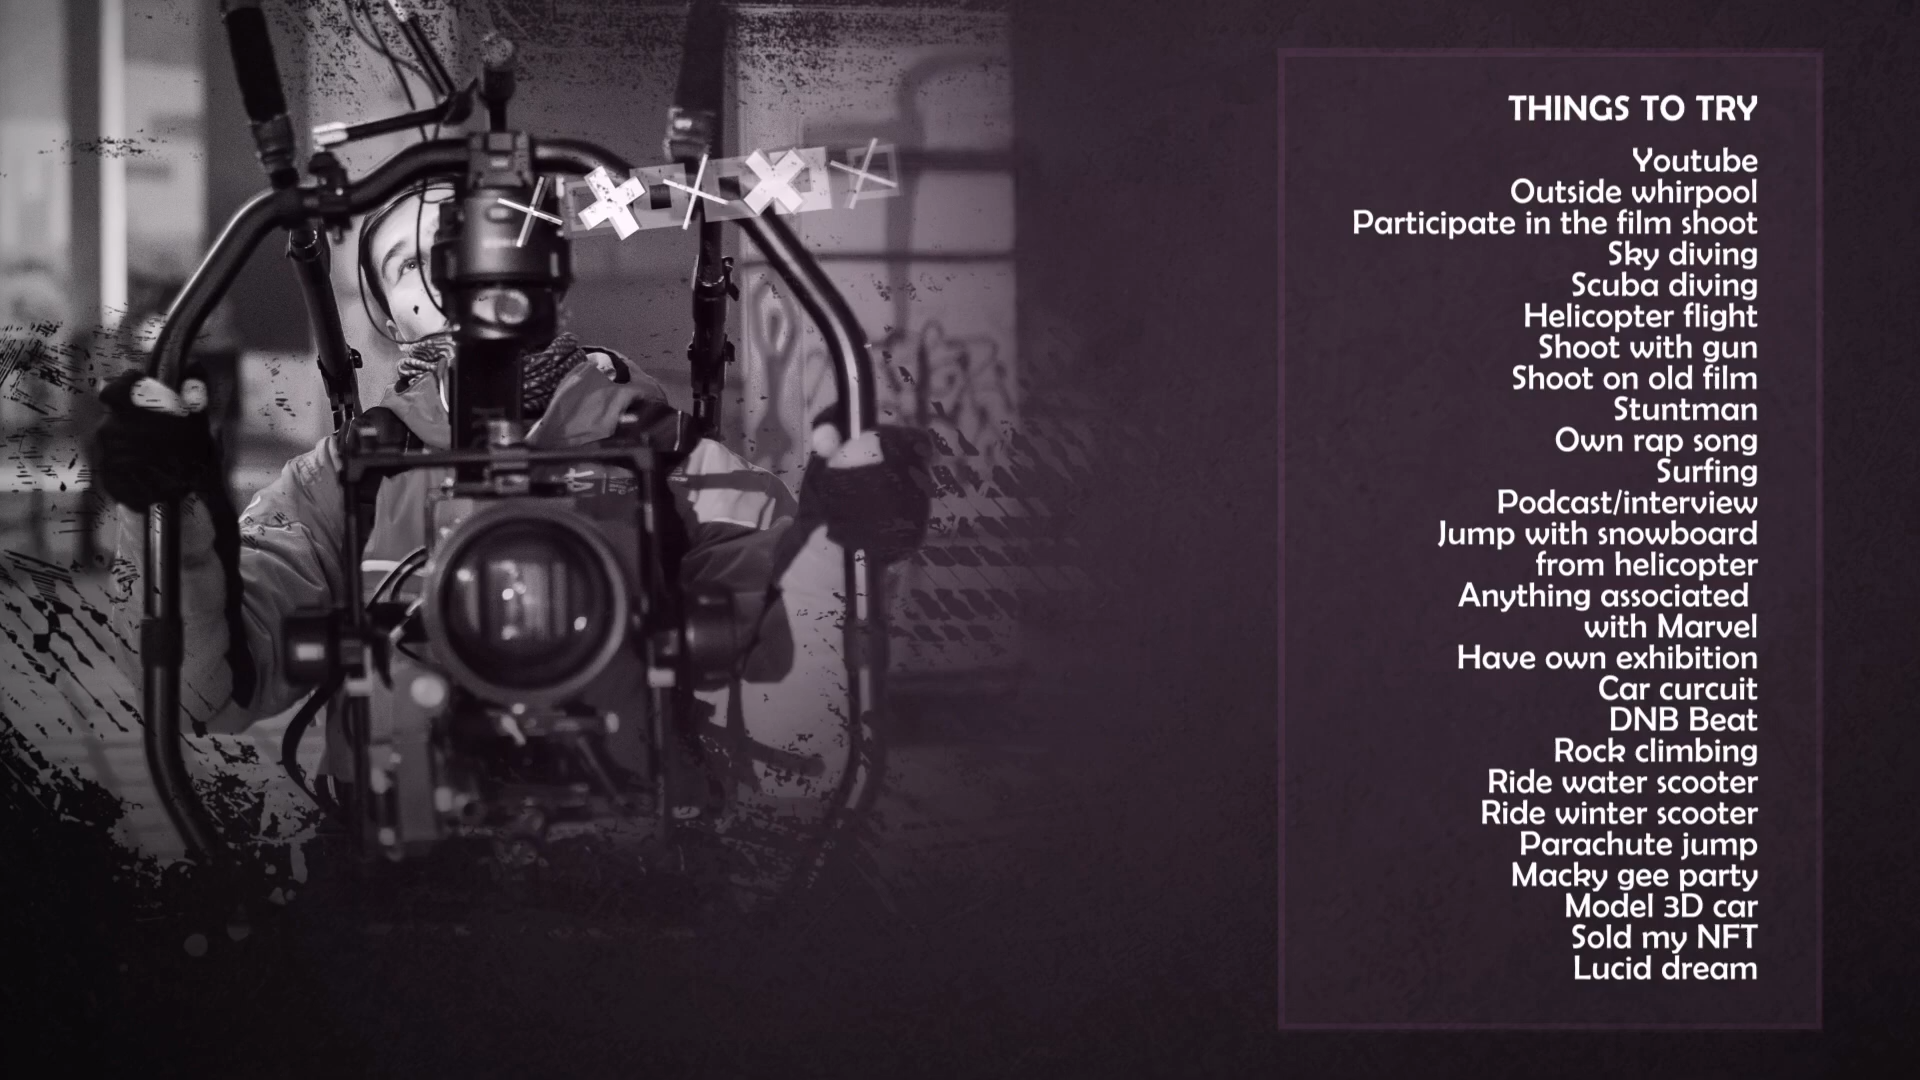 THINGS TO TRY
Youtube
Outside whirpool
Participate in the film shoot
Sky diving
Scuba diving
Helicopter flight
Shoot with gun
Shoot on old film
Stuntman
Own rap song
Surfing
Podcast/interview
Jump with snowboard
from helicopter
Anything associated
with Marvel
Have own exhibition
Car curcuit
DNB Beat
Rock climbing
Ride water scooter
Ride winter scooter
Parachute jump
Macky gee party
Model 3D car
Sold my NFT
Lucid dream